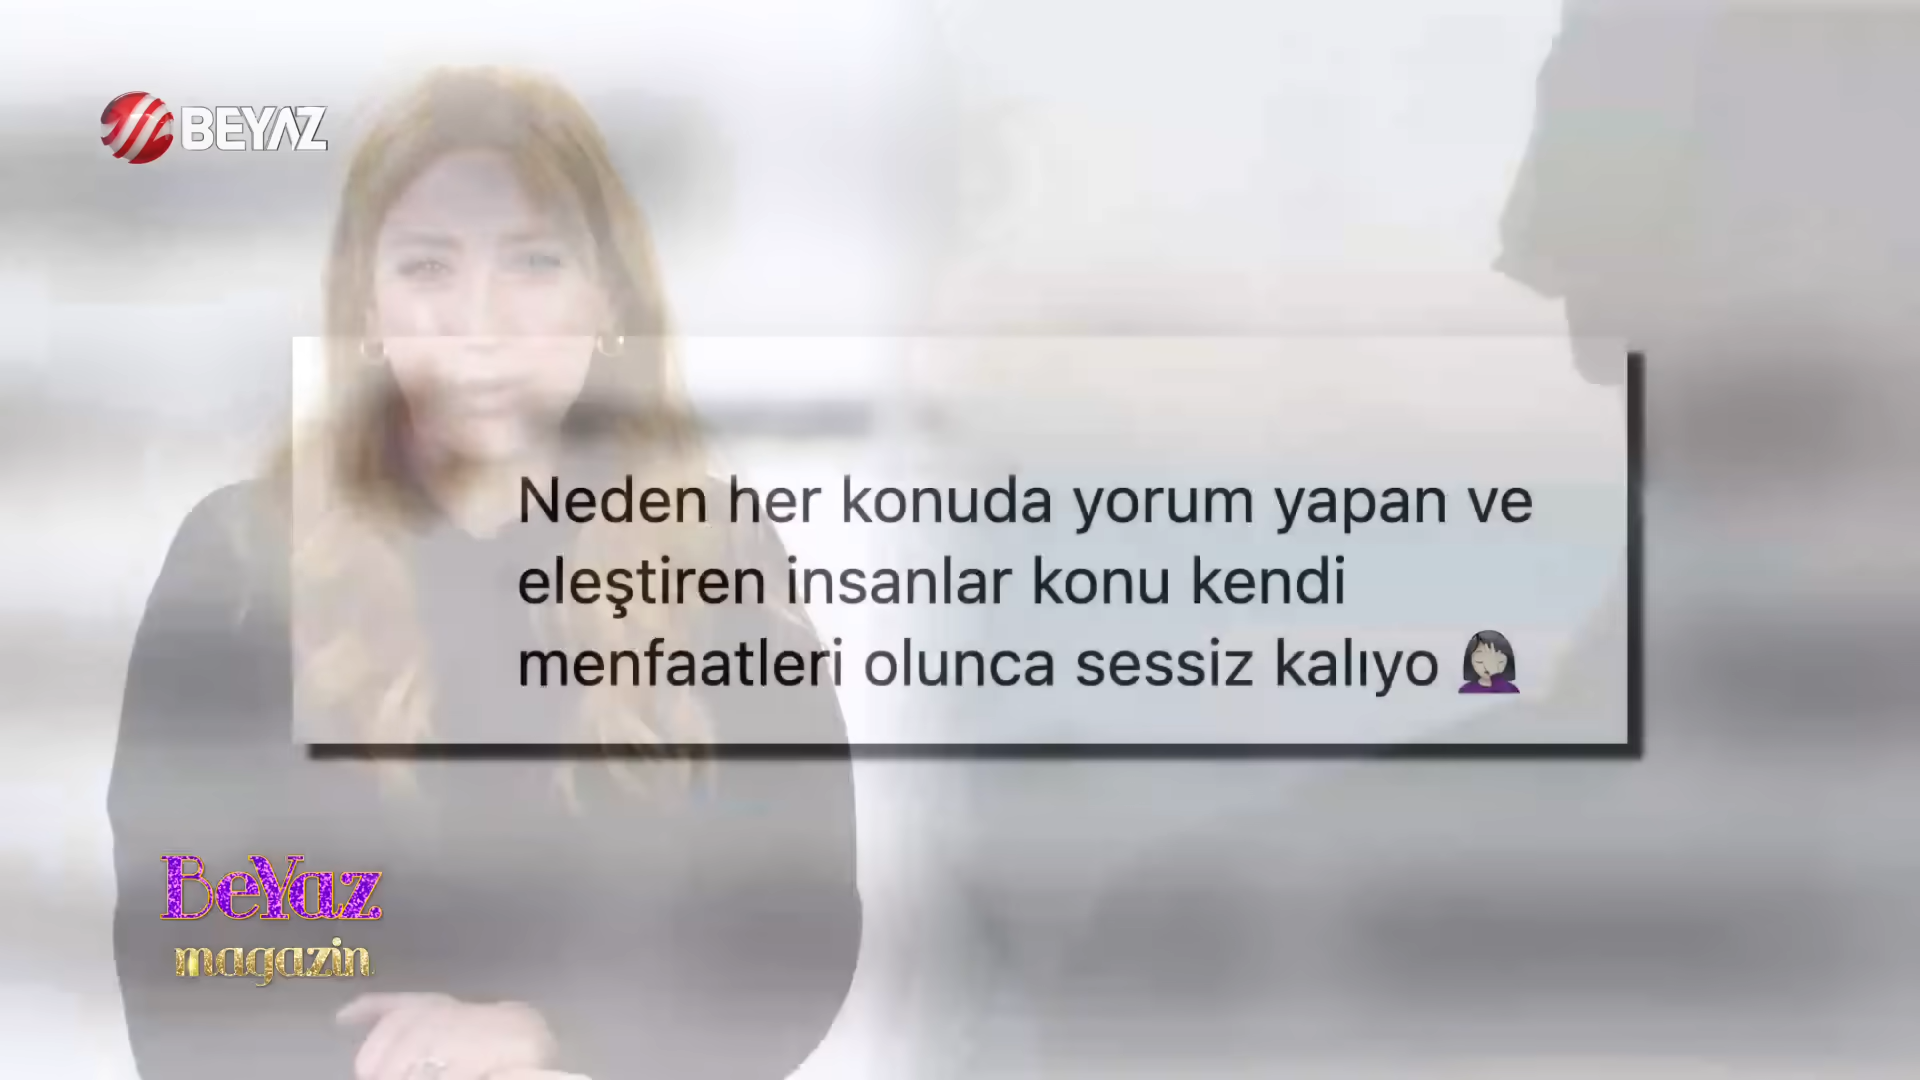 BEYAZ
Neden her konuda yorum yapan ve
eleştiren insanlar konu kendi
menfaatleri olunca sessiz kalıyo 🤦🏻‍♀️
BeYaz
magazin